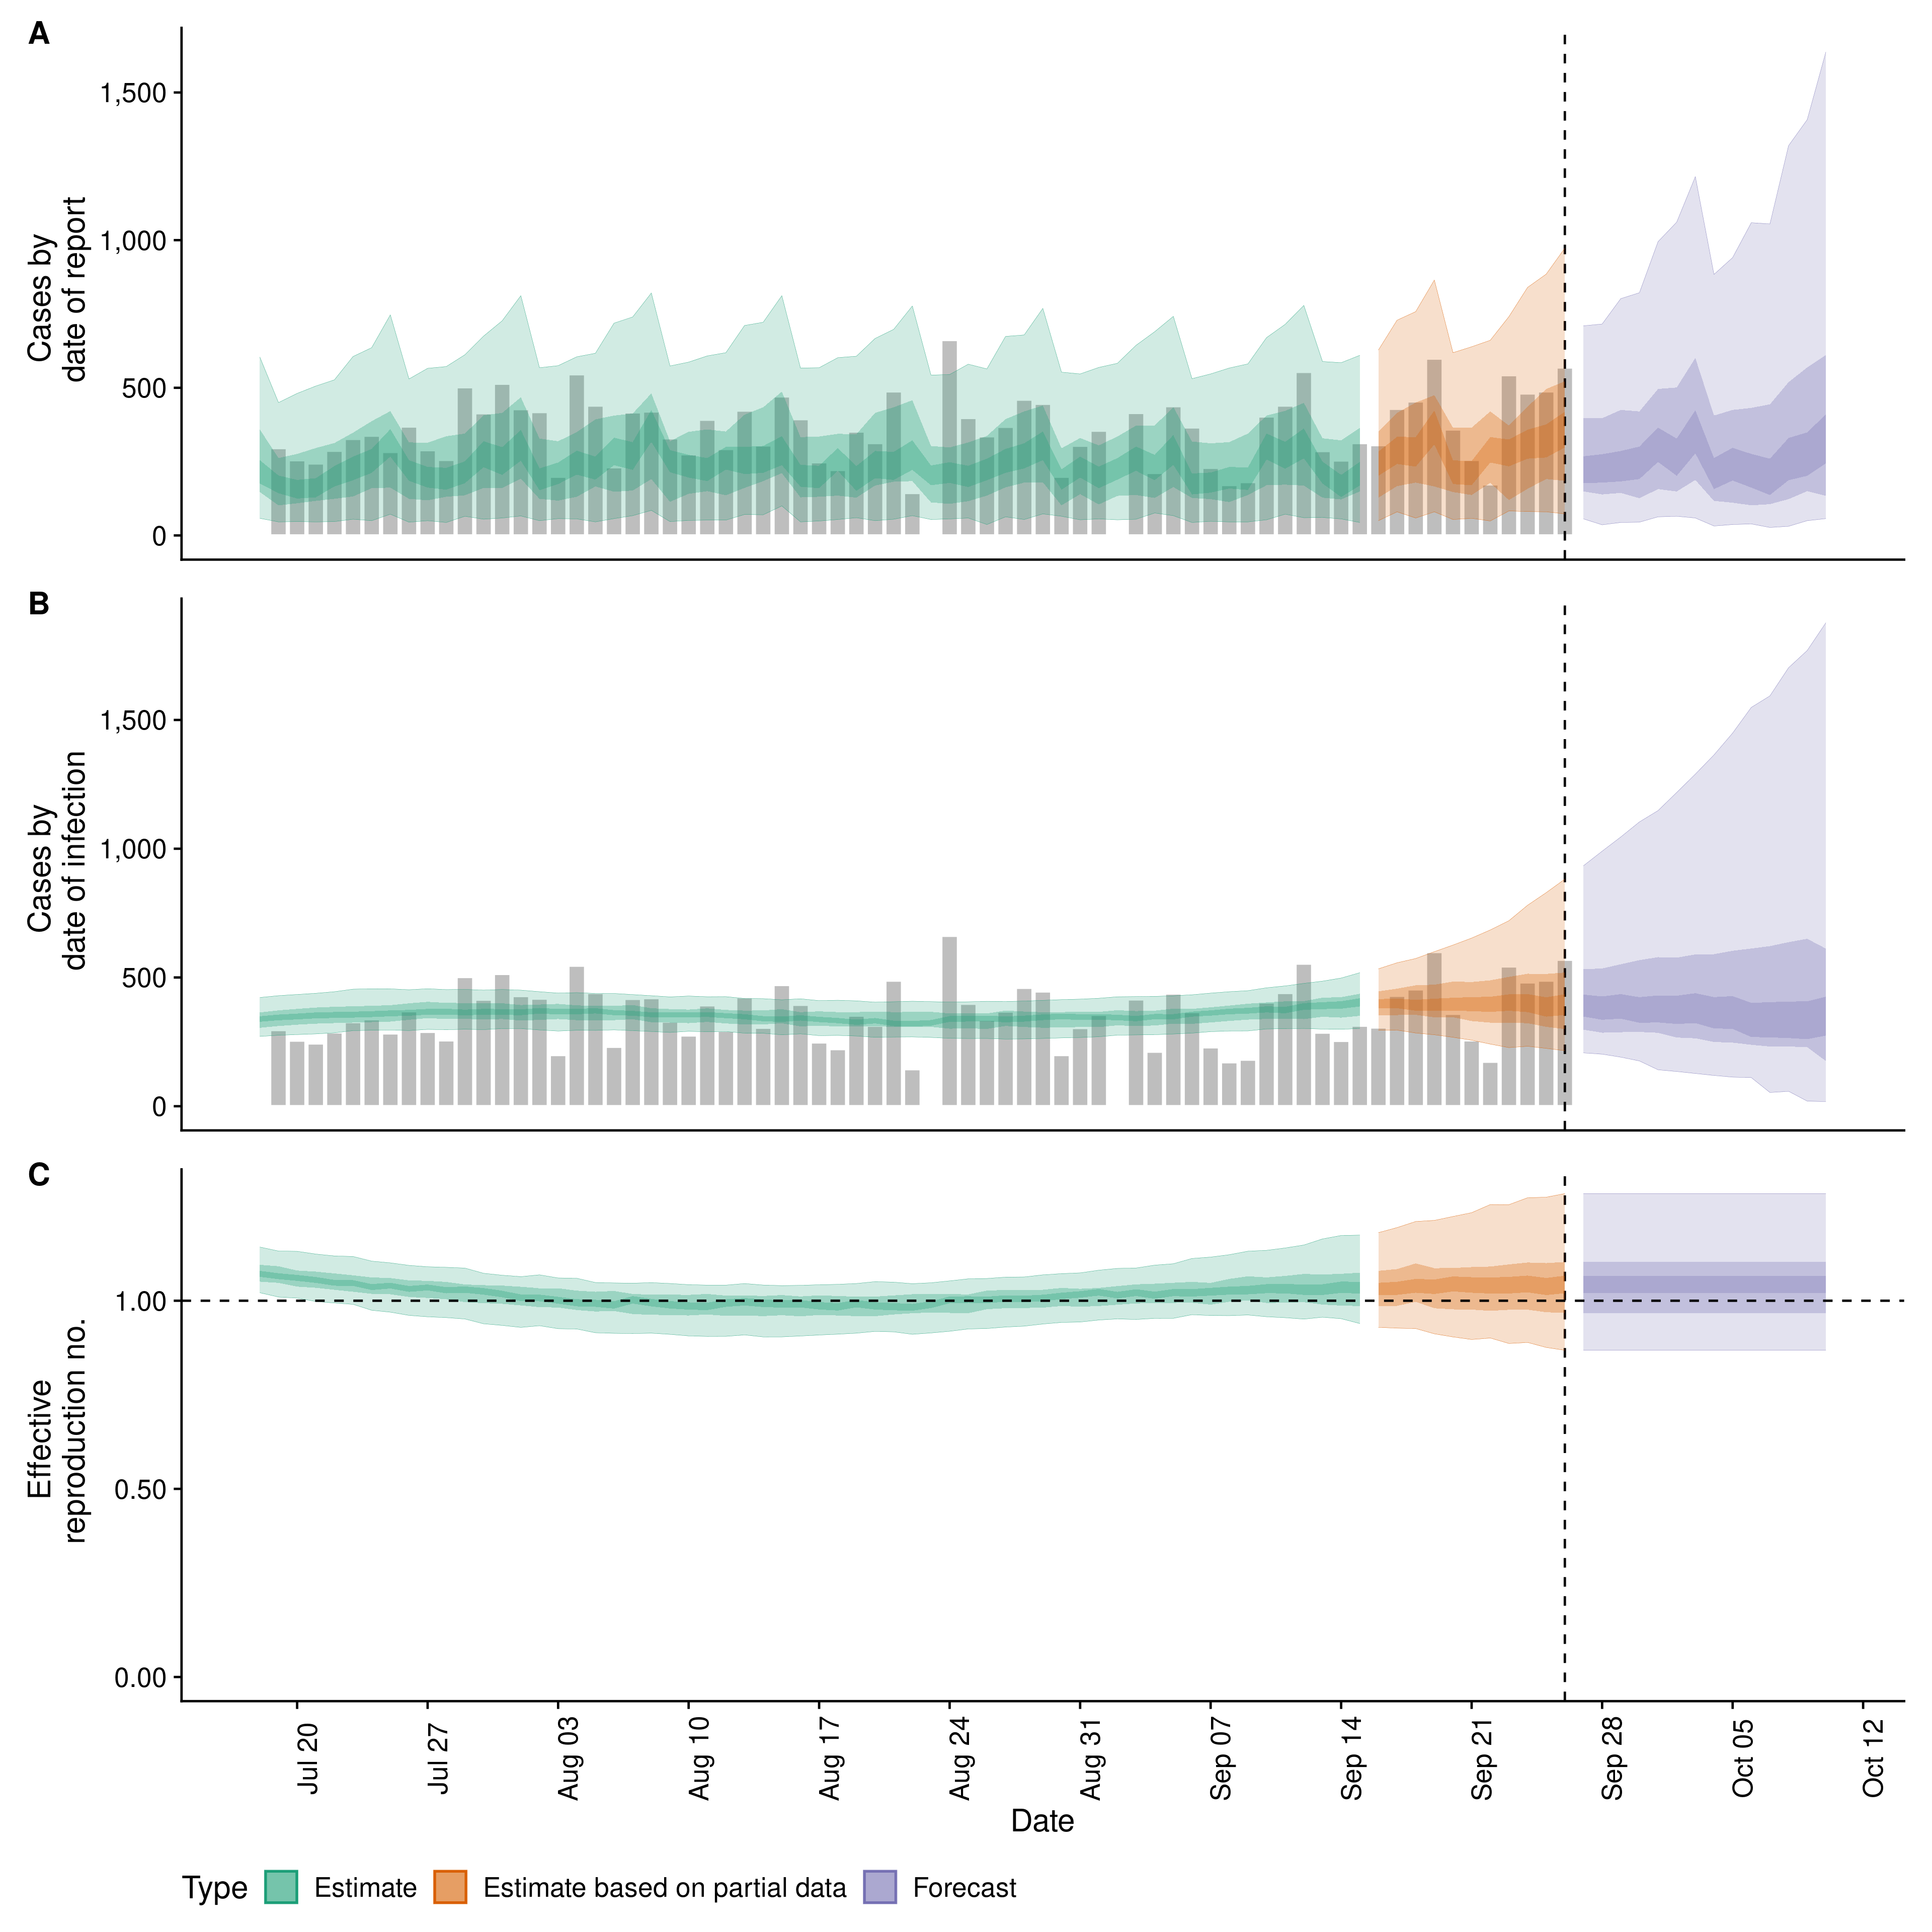 A
Cases by
date of report
1,500
1,000
500
0
B
Cases by
date of infection
1,500
1,000
500
0
C
Effective
reproduction no.
1.00
0.50
0.00
Jul 20
Jul 27
Aug 03
Aug 10
Aug 17
Aug 24
Aug 31
Sep 07
Sep 14
Sep 21
Sep 28
Oct 05
Oct 12
Date
Type
Estimate
Estimate based on partial data
Forecast